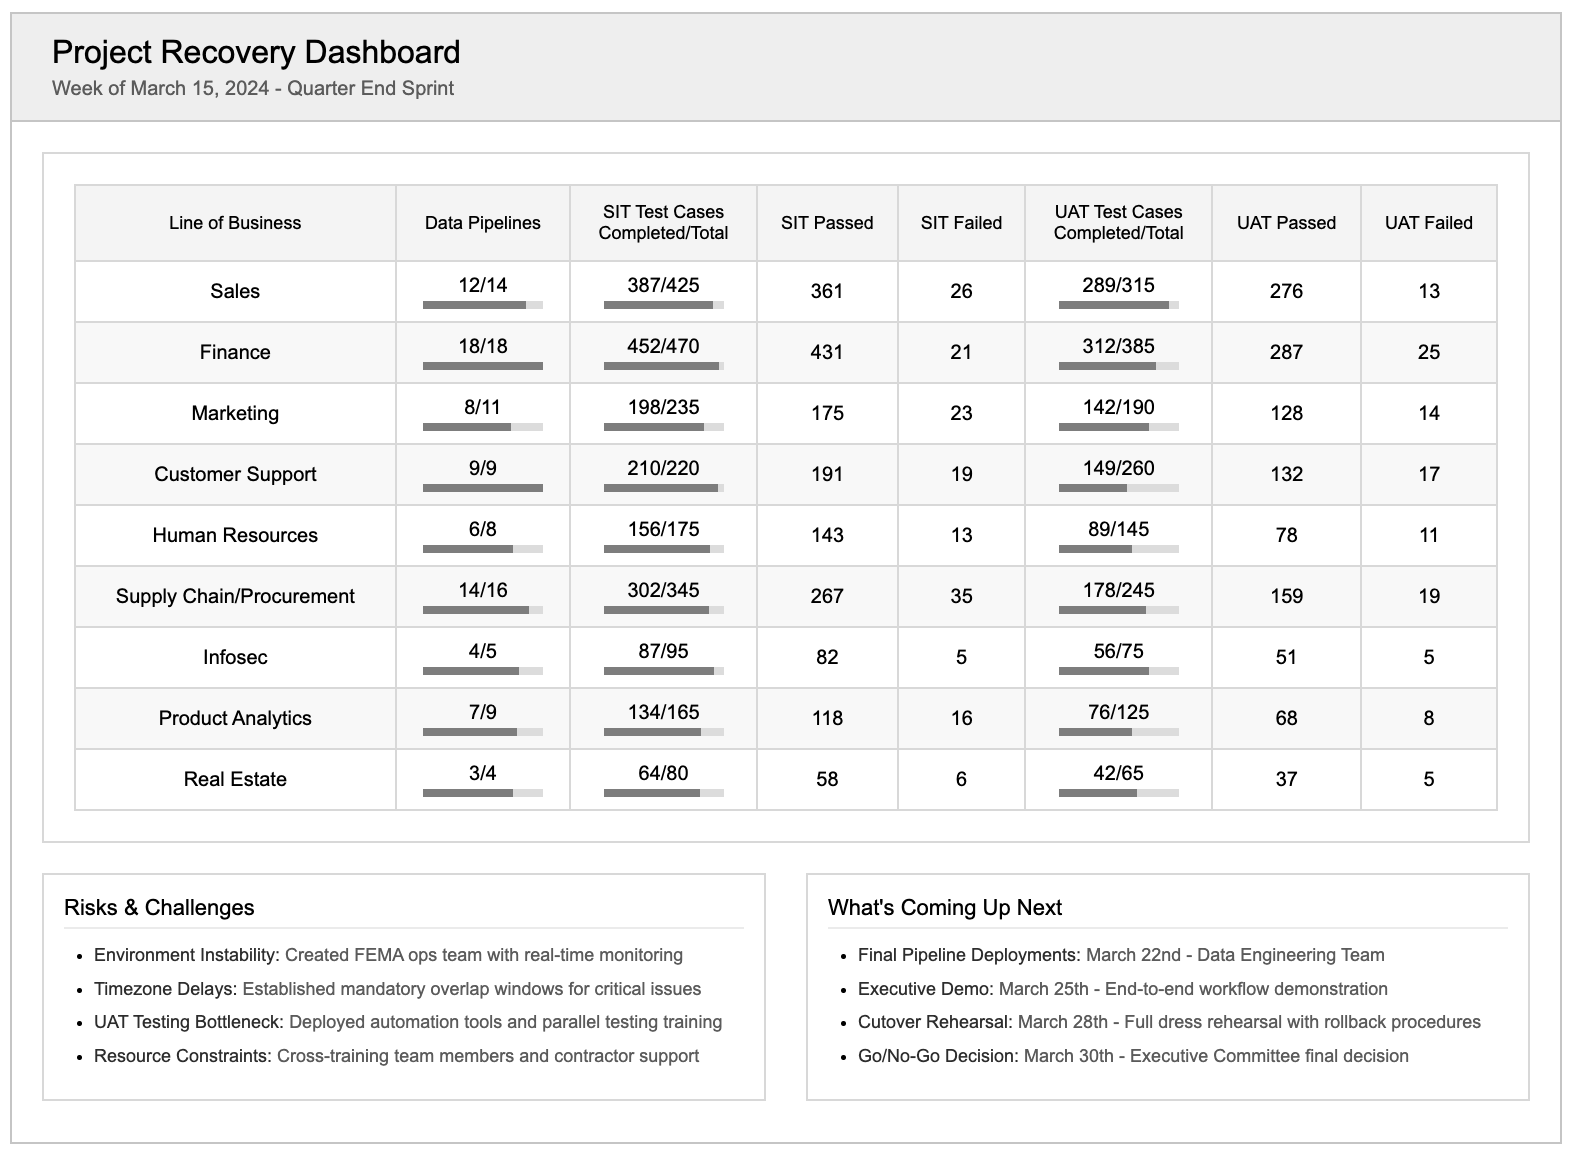 Project Recovery Dashboard
Week of March 15, 2024 - Quarter End Sprint
Line of Business Data Pipelines SIT Test Cases Completed/Total SIT Passed SIT Failed UAT Test Cases Completed/Total UAT Passed UAT Failed
Sales 12/14 387/425 361 26 289/315 276 13
Finance 18/18 452/470 431 21 312/385 287 25
Marketing 8/11 198/235 175 23 142/190 128 14
Customer Support 9/9 210/220 191 19 149/260 132 17
Human Resources 6/8 156/175 143 13 89/145 78 11
Supply Chain/Procurement 14/16 302/345 267 35 178/245 159 19
Infosec 4/5 87/95 82 5 56/75 51 5
Product Analytics 7/9 134/165 118 16 76/125 68 8
Real Estate 3/4 64/80 58 6 42/65 37 5
Risks & Challenges
• Environment Instability: Created FEMA ops team with real-time monitoring
• Timezone Delays: Established mandatory overlap windows for critical issues
• UAT Testing Bottleneck: Deployed automation tools and parallel testing training
• Resource Constraints: Cross-training team members and contractor support
What's Coming Up Next
• Final Pipeline Deployments: March 22nd - Data Engineering Team
• Executive Demo: March 25th - End-to-end workflow demonstration
• Cutover Rehearsal: March 28th - Full dress rehearsal with rollback procedures
• Go/No-Go Decision: March 30th - Executive Committee final decision